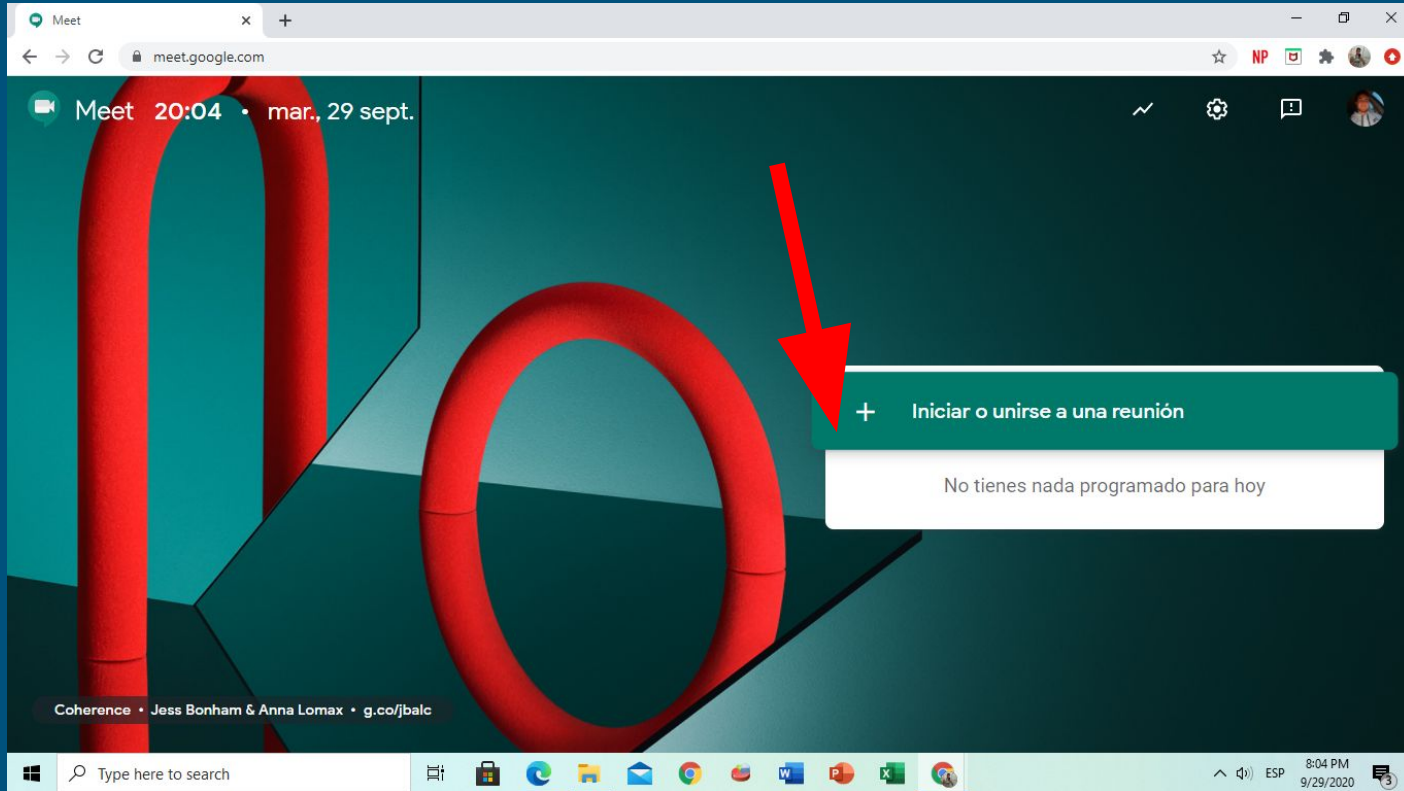 Meet
meet.google.com
NP
Meet 20:04 • mar., 29 sept.
+ Iniciar o unirse a una reunión
No tienes nada programado para hoy
Coherence • Jess Bonham & Anna Lomax • g.co/jbalc
Type here to search
ESP
8:04 PM
9/29/2020
3